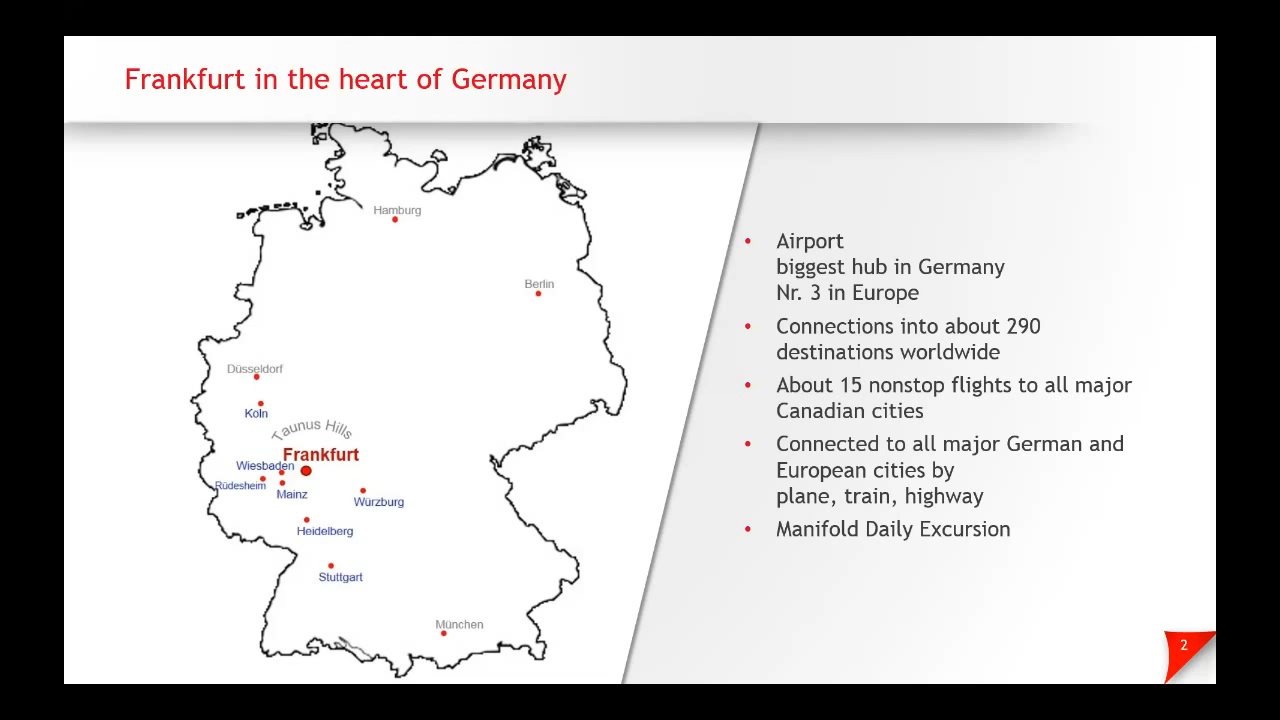 Frankfurt in the heart of Germany
Hamburg
Berlin
Düsseldorf
Köln
Taunus Hills
Frankfurt
Wiesbaden
Rüdesheim
Mainz
Würzburg
Heidelberg
Stuttgart
München
• Airport
biggest hub in Germany
Nr. 3 in Europe
• Connections into about 290
destinations worldwide
• About 15 nonstop flights to all major
Canadian cities
• Connected to all major German and
European cities by
plane, train, highway
• Manifold Daily Excursion
2